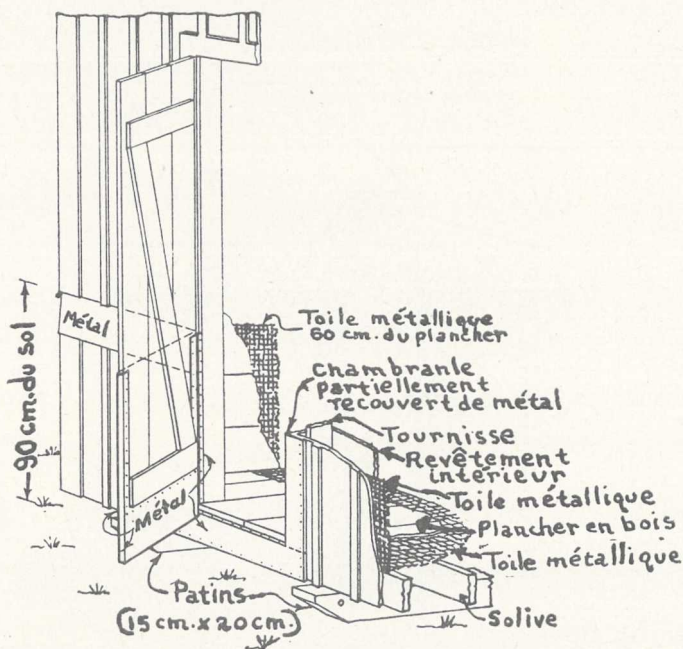 Toile métallique
60 cm. du plancher
Métal
90 cm. du sol
chambranle
partiellement
recouvert de métal
Tournisse
Revêtement
intérieur
Toile métallique
Métal
Plancher en bois
Toile métallique
Patins
(15 cm. x 20 cm.)
Solive